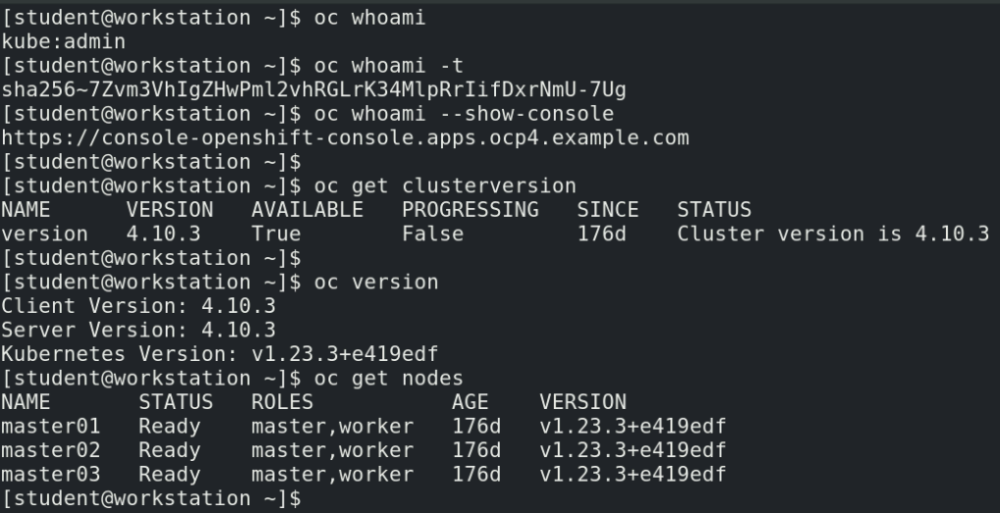 [student@workstation ~]$ oc whoami
kube:admin
[student@workstation ~]$ oc whoami -t
sha256~7Zvm3VhIgZHwPml2vhRGLrK34MlpRrIifDxrNmU-7Ug
[student@workstation ~]$ oc whoami --show-console
https://console-openshift-console.apps.ocp4.example.com
[student@workstation ~]$
[student@workstation ~]$ oc get clusterversion
NAME      VERSION   AVAILABLE   PROGRESSING   SINCE   STATUS
version   4.10.3    True        False         176d    Cluster version is 4.10.3
[student@workstation ~]$
[student@workstation ~]$ oc version
Client Version: 4.10.3
Server Version: 4.10.3
Kubernetes Version: v1.23.3+e419edf
[student@workstation ~]$ oc get nodes
NAME       STATUS   ROLES           AGE    VERSION
master01   Ready    master,worker   176d   v1.23.3+e419edf
master02   Ready    master,worker   176d   v1.23.3+e419edf
master03   Ready    master,worker   176d   v1.23.3+e419edf
[student@workstation ~]$